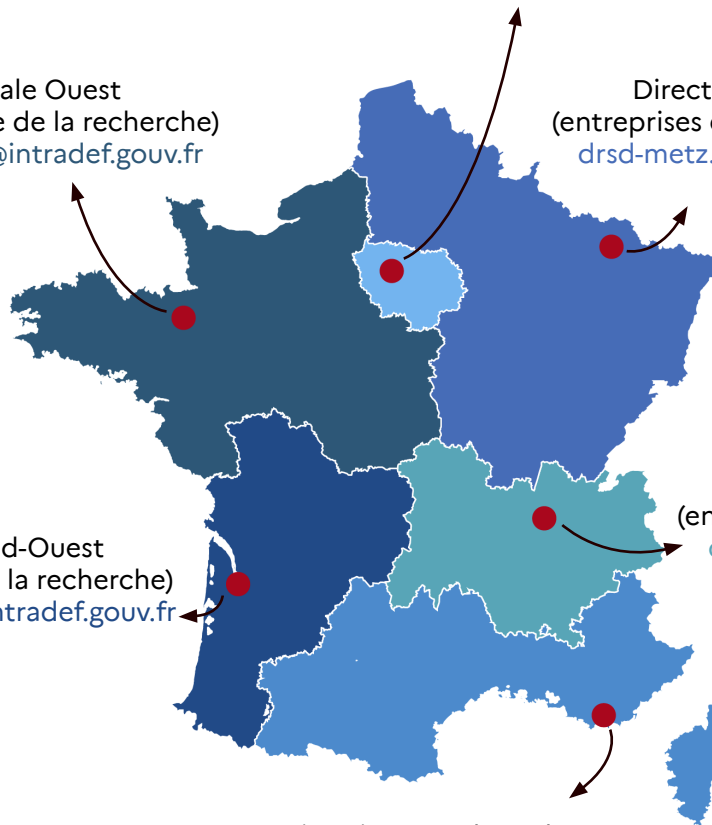 ale Ouest
e de la recherche)
@intradef.gouv.fr
Direct
(entreprises
drsd-metz.
d-Ouest
la recherche)
ntradef.gouv.fr
(en